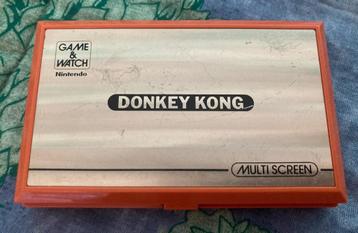 GAME
&
WATCH
Nintendo
DONKEY KONG
MULTI SCREEN